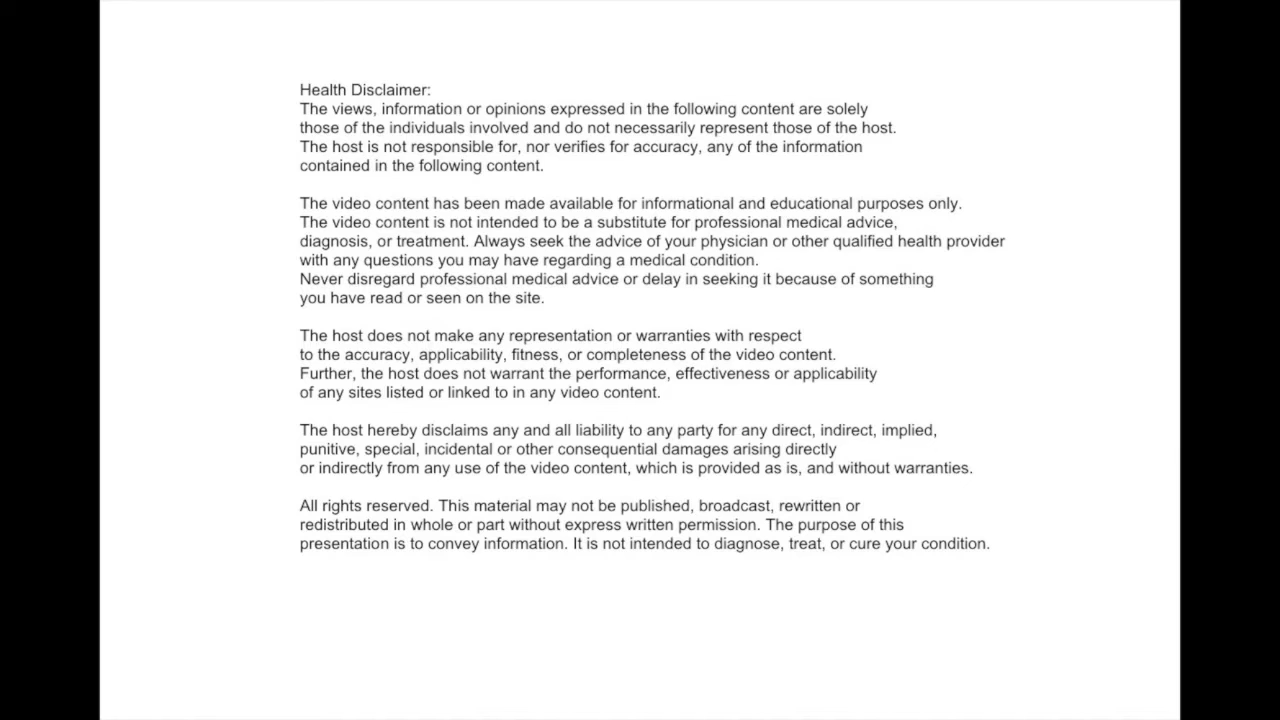 Health Disclaimer:
The views, information or opinions expressed in the following content are solely
those of the individuals involved and do not necessarily represent those of the host.
The host is not responsible for, nor verifies for accuracy, any of the information
contained in the following content.
The video content has been made available for informational and educational purposes only.
The video content is not intended to be a substitute for professional medical advice,
diagnosis, or treatment. Always seek the advice of your physician or other qualified health provider
with any questions you may have regarding a medical condition.
Never disregard professional medical advice or delay in seeking it because of something
you have read or seen on the site.
The host does not make any representation or warranties with respect
to the accuracy, applicability, fitness, or completeness of the video content.
Further, the host does not warrant the performance, effectiveness or applicability
of any sites listed or linked to in any video content.
The host hereby disclaims any and all liability to any party for any direct, indirect, implied,
punitive, special, incidental or other consequential damages arising directly
or indirectly from any use of the video content, which is provided as is, and without warranties.
All rights reserved. This material may not be published, broadcast, rewritten or
redistributed in whole or part without express written permission. The purpose of this
presentation is to convey information. It is not intended to diagnose, treat, or cure your condition.